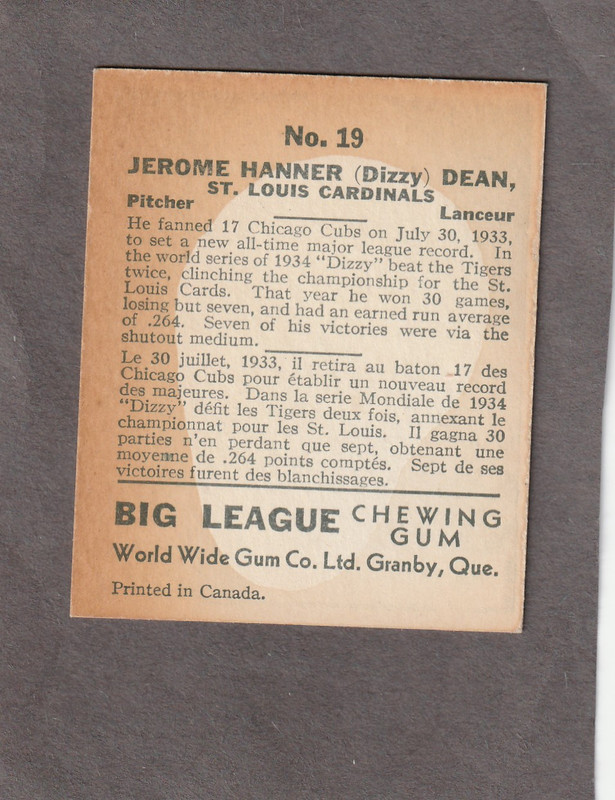 No. 19
JEROME HANNER (Dizzy) DEAN,
ST. LOUIS CARDINALS
Pitcher Lanceur
He fanned 17 Chicago Cubs on July 30, 1933,
to set a new all-time major league record. In
the world series of 1934 "Dizzy" beat the Tigers
twice, clinching the championship for the St.
Louis Cards. That year he won 30 games,
losing but seven, and had an earned run average
of .264. Seven of his victories were via the
shutout medium.
Le 30 juillet, 1933, il retira au baton 17 des
Chicago Cubs pour établir un nouveau record
des majeures. Dans la serie Mondiale de 1934
"Dizzy" défit les Tigers deux fois, annexant le
championnat pour les St. Louis. Il gagna 30
parties n'en perdant que sept, obtenant une
moyenne de .264 points comptés. Sept de ses
victoires furent des blanchissages.
BIG LEAGUE CHEWING
GUM
World Wide Gum Co. Ltd. Granby, Que.
Printed in Canada.